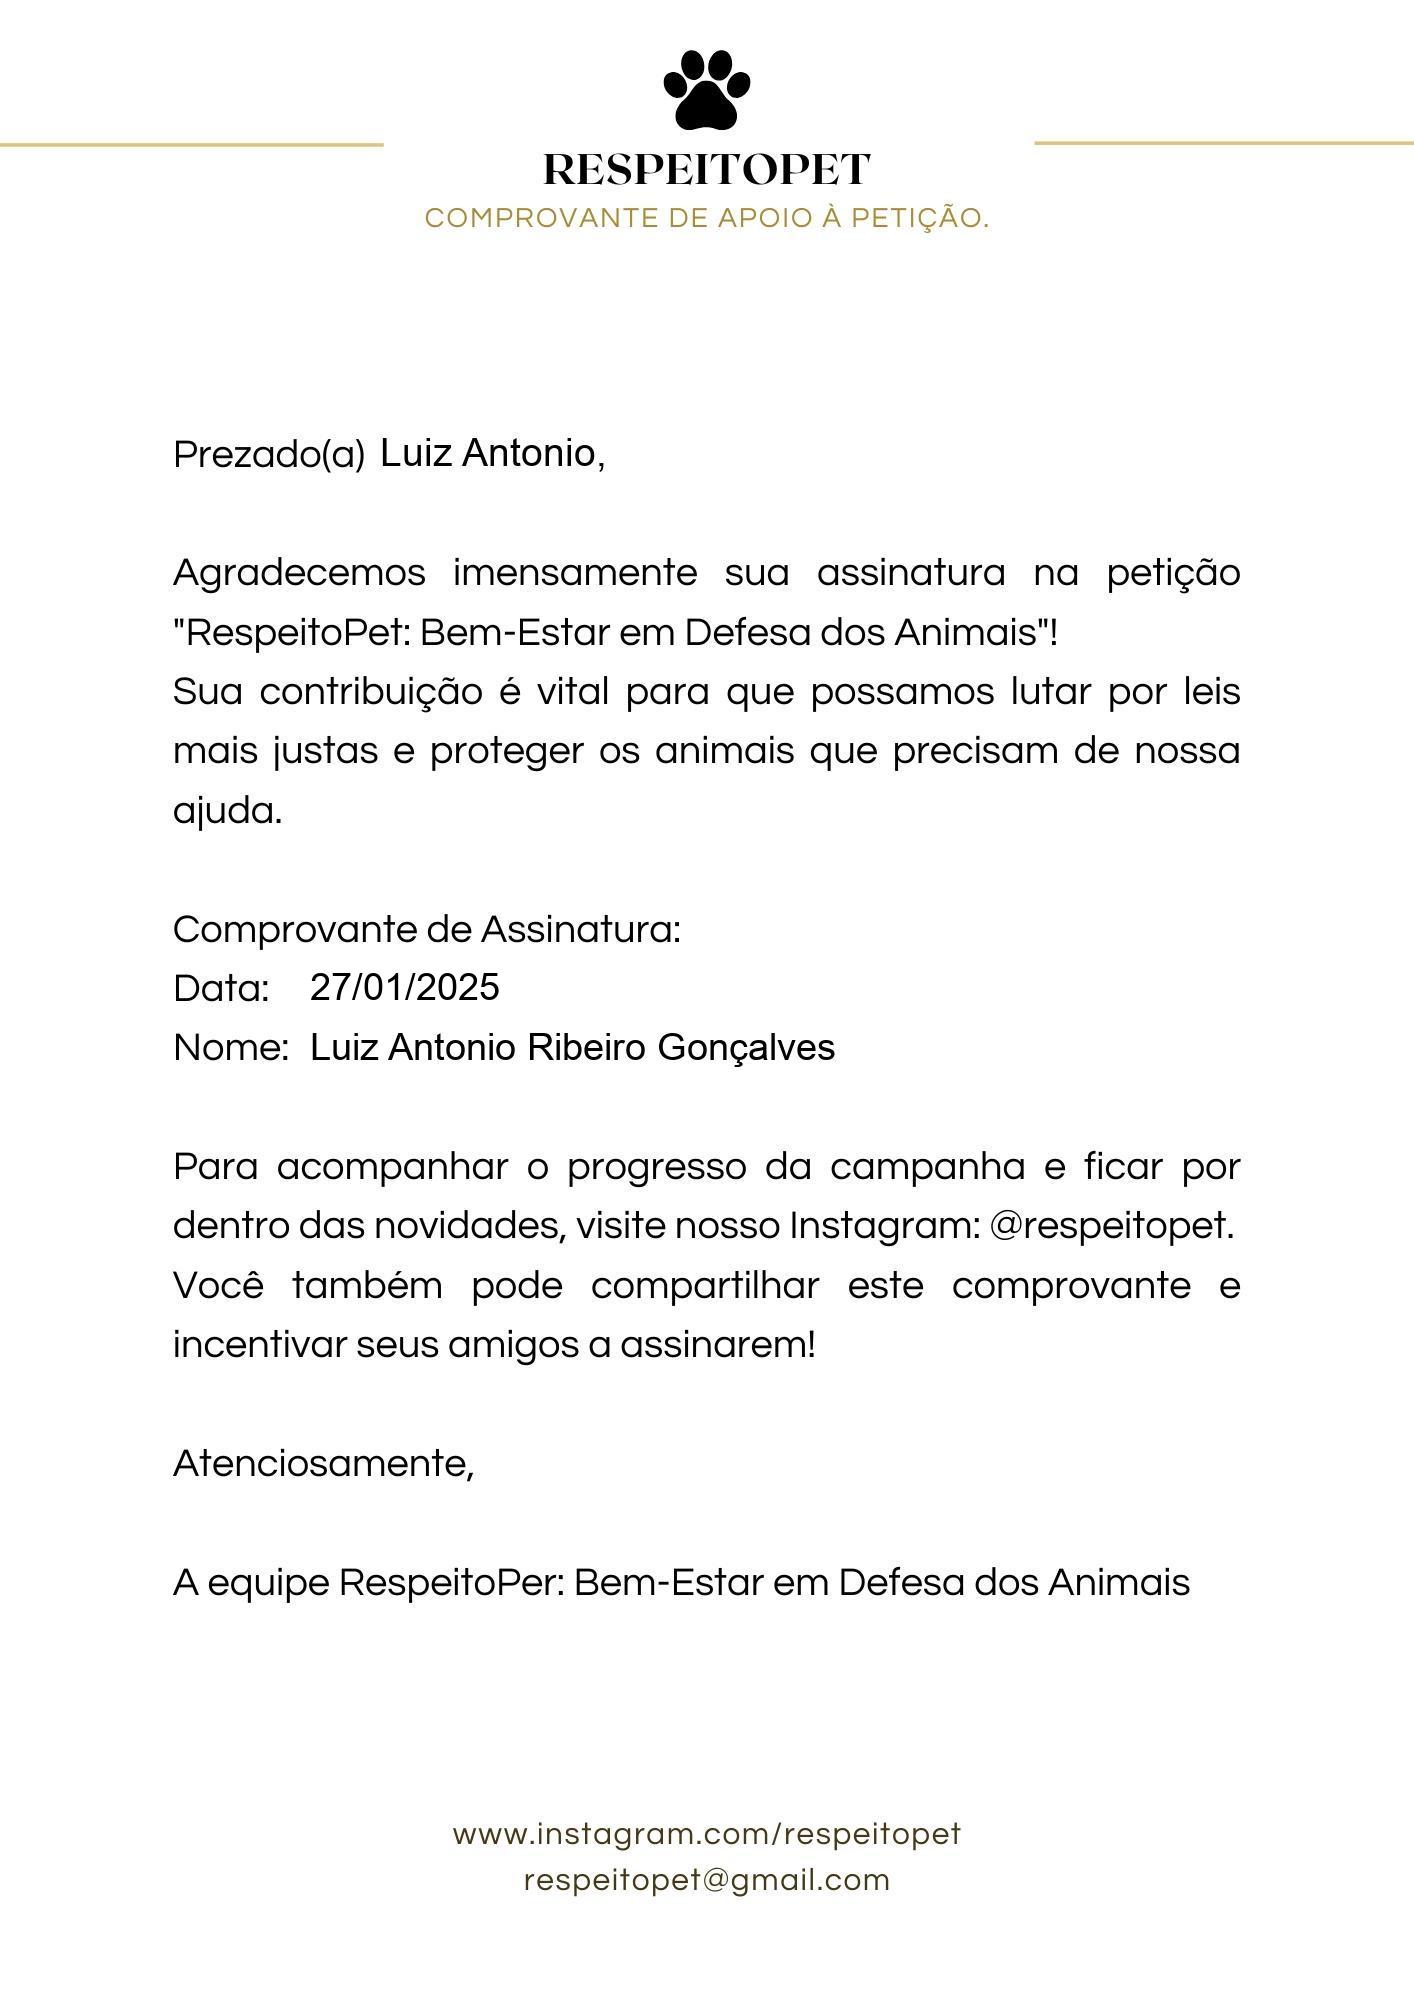 RESPEITOPET
COMPROVANTE DE APOIO À PETIÇÃO.
Prezado(a) Luiz Antonio,
Agradecemos imensamente sua assinatura na petição
"RespeitoPet: Bem-Estar em Defesa dos Animais"!
Sua contribuição é vital para que possamos lutar por leis
mais justas e proteger os animais que precisam de nossa
ajuda.
Comprovante de Assinatura:
Data: 27/01/2025
Nome: Luiz Antonio Ribeiro Gonçalves
Para acompanhar o progresso da campanha e ficar por
dentro das novidades, visite nosso Instagram: @respeitopet.
Você também pode compartilhar este comprovante e
incentivar seus amigos a assinarem!
Atenciosamente,
A equipe RespeitoPer: Bem-Estar em Defesa dos Animais
www.instagram.com/respeitopet
respeitopet@gmail.com